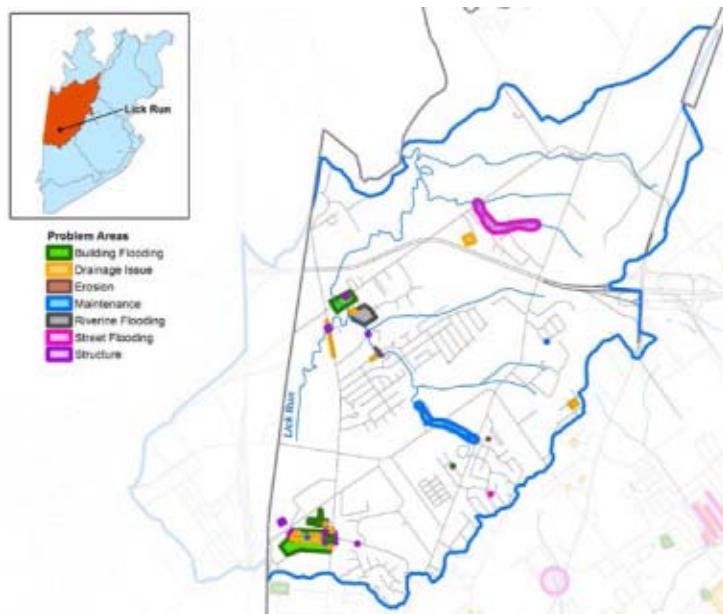 Lick Run
Problem Areas
Building Flooding
Drainage Issue
Erosion
Maintenance
Riverine Flooding
Street Flooding
Structure
Lick Run